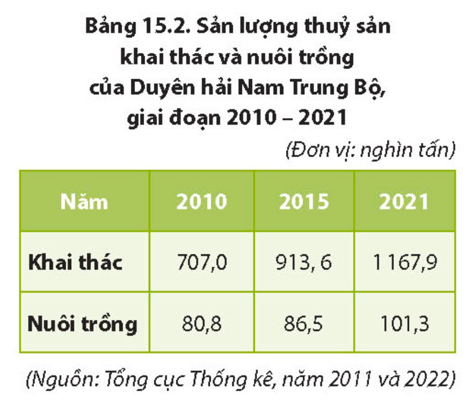 Bảng 15.2. Sản lượng thuỷ sản
khai thác và nuôi trồng
của Duyên hải Nam Trung Bộ,
giai đoạn 2010 – 2021
(Đơn vị: nghìn tấn)
Năm 2010 2015 2021
Khai thác 707,0 913, 6 1 167,9
Nuôi trồng 80,8 86,5 101,3
(Nguồn: Tổng cục Thống kê, năm 2011 và 2022)